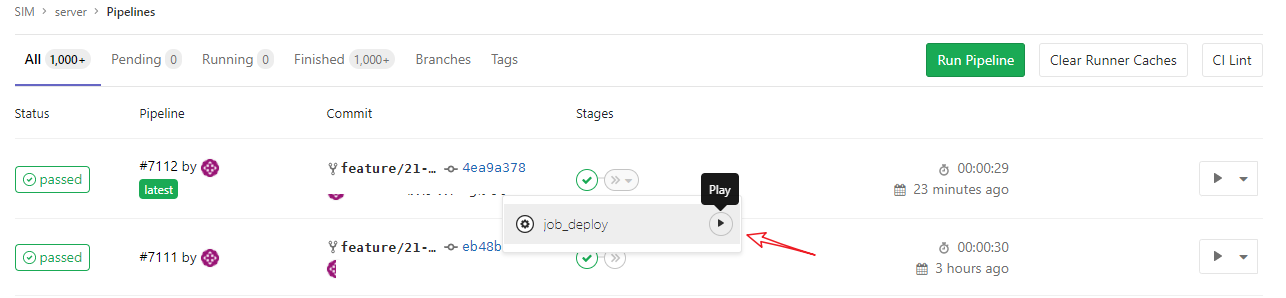 SIM > server > Pipelines
All 1,000+ Pending 0 Running 0 Finished 1,000+ Branches Tags Run Pipeline Clear Runner Caches CI Lint
Status Pipeline Commit Stages
passed #7112 by feature/21-… 4ea9a378 00:00:29
latest 23 minutes ago
Play
job_deploy
passed #7111 by feature/21-… eb48b 00:00:30
3 hours ago